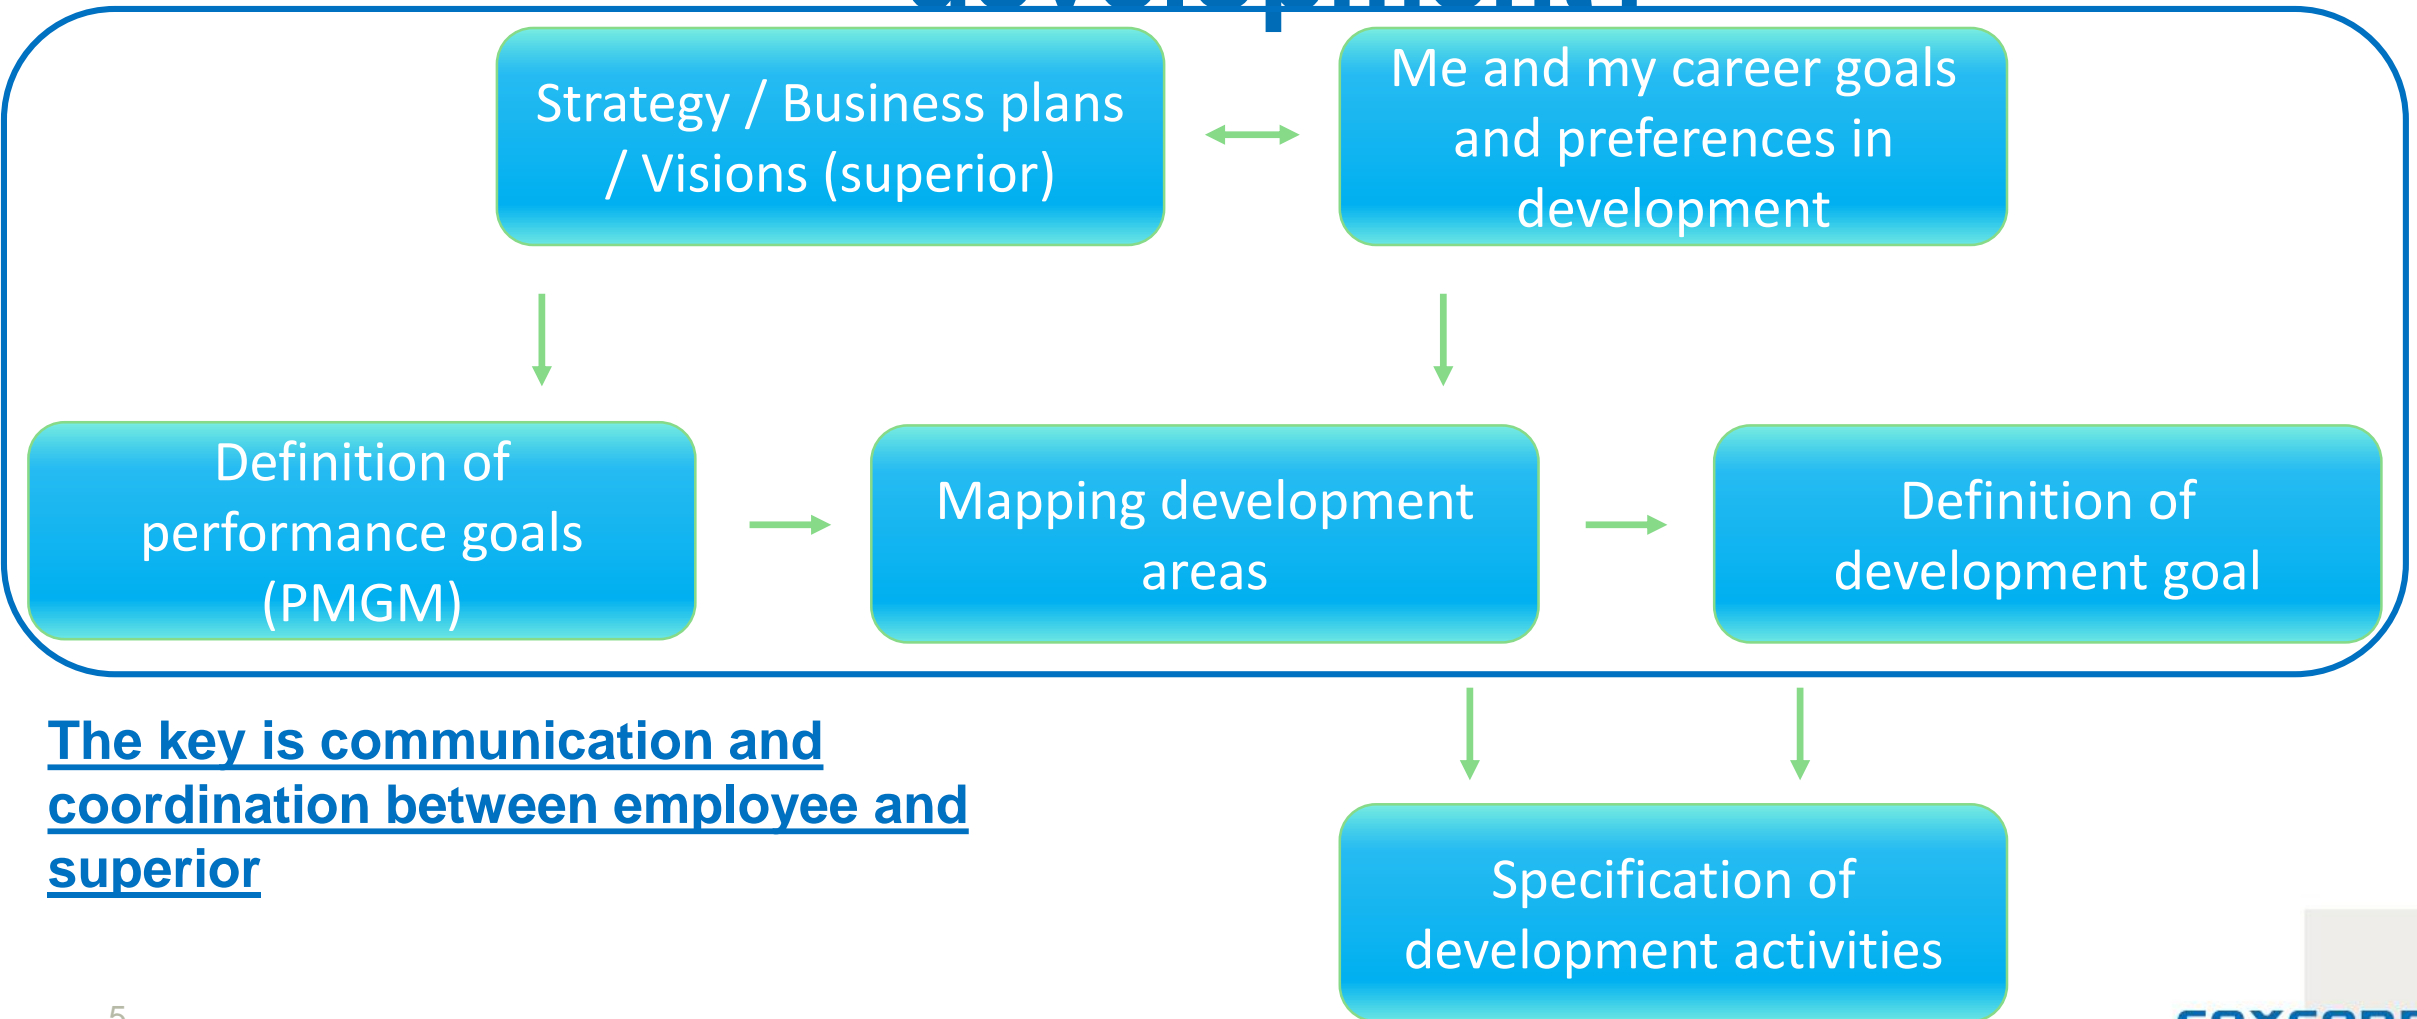 Strategy / Business plans
/ Visions (superior)
Me and my career goals
and preferences in
development
Definition of
performance goals
(PMGM)
Mapping development
areas
Definition of
development goal
The key is communication and
coordination between employee and
superior
Specification of
development activities
5